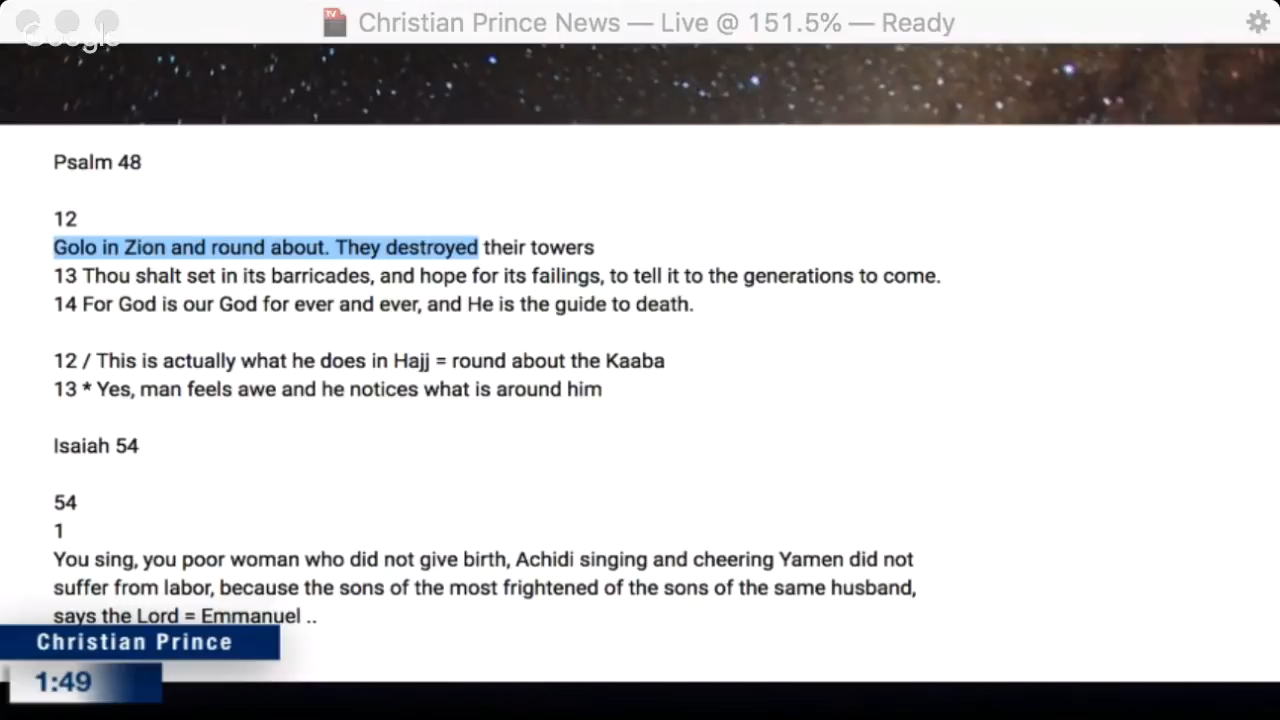 Christian Prince News — Live @ 151.5% — Ready
Google
Psalm 48
12
Golo in Zion and round about. They destroyed their towers
13 Thou shalt set in its barricades, and hope for its failings, to tell it to the generations to come.
14 For God is our God for ever and ever, and He is the guide to death.
12 / This is actually what he does in Hajj = round about the Kaaba
13 * Yes, man feels awe and he notices what is around him
Isaiah 54
54
1
You sing, you poor woman who did not give birth, Achidi singing and cheering Yamen did not
suffer from labor, because the sons of the most frightened of the sons of the same husband,
says the Lord = Emmanuel ..
Christian Prince
1:49